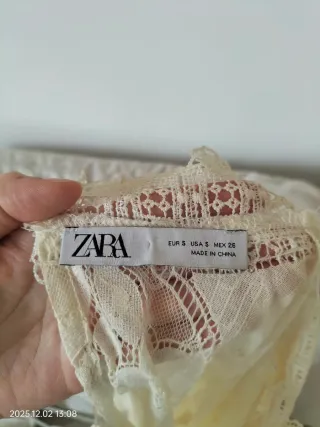 ZARA
EUR S USA S MEX 26
MADE IN CHINA
2025.12.02 13:08